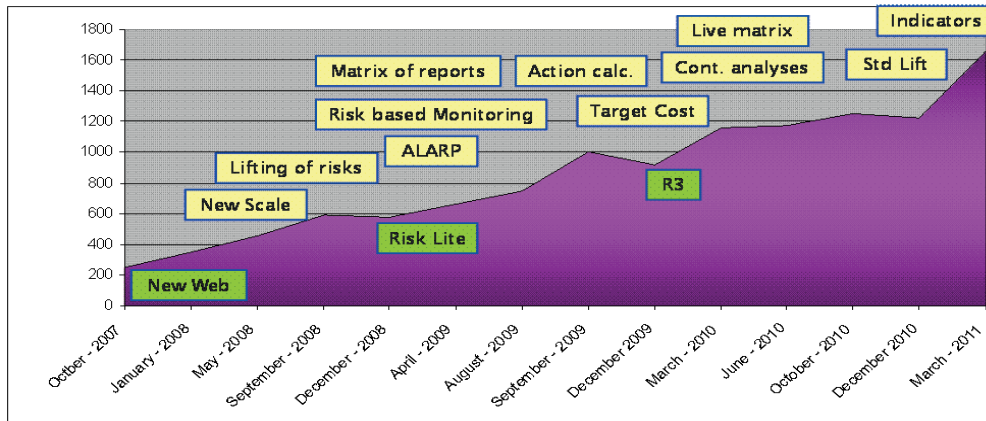 1800
1600
1400
1200
1000
800
600
400
200
0
Indicators
Live matrix
Std Lift
Matrix of reports
Action calc.
Cont. analyses
Risk based Monitoring
Target Cost
ALARP
Lifting of risks
R3
New Scale
Risk Lite
New Web
Octber - 2007
January - 2008
May - 2008
September - 2008
December - 2008
April - 2009
August - 2009
September - 2009
December 2009
March - 2010
June - 2010
October - 2010
December 2010
March - 2011